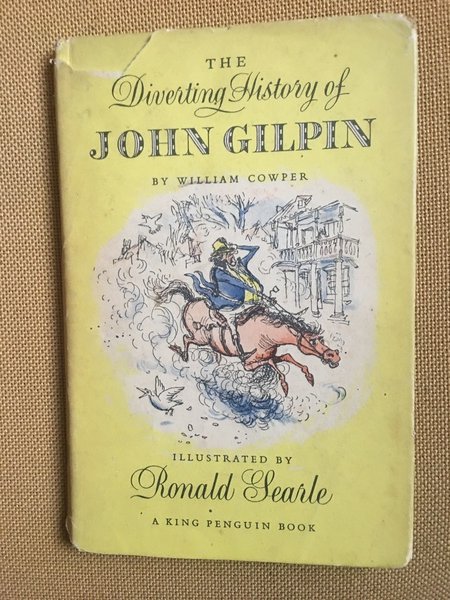 THE
Diverting History of
JOHN GILPIN
BY WILLIAM COWPER
ILLUSTRATED BY
Ronald Searle
A KING PENGUIN BOOK